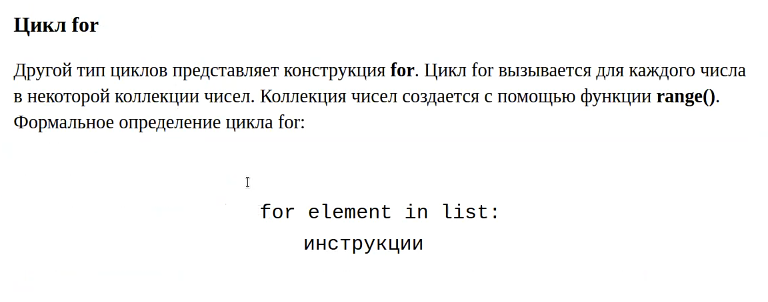 Цикл for
Другой тип циклов представляет конструкция for. Цикл for вызывается для каждого числа
в некоторой коллекции чисел. Коллекция чисел создается с помощью функции range().
Формальное определение цикла for:
for element in list:
инструкции